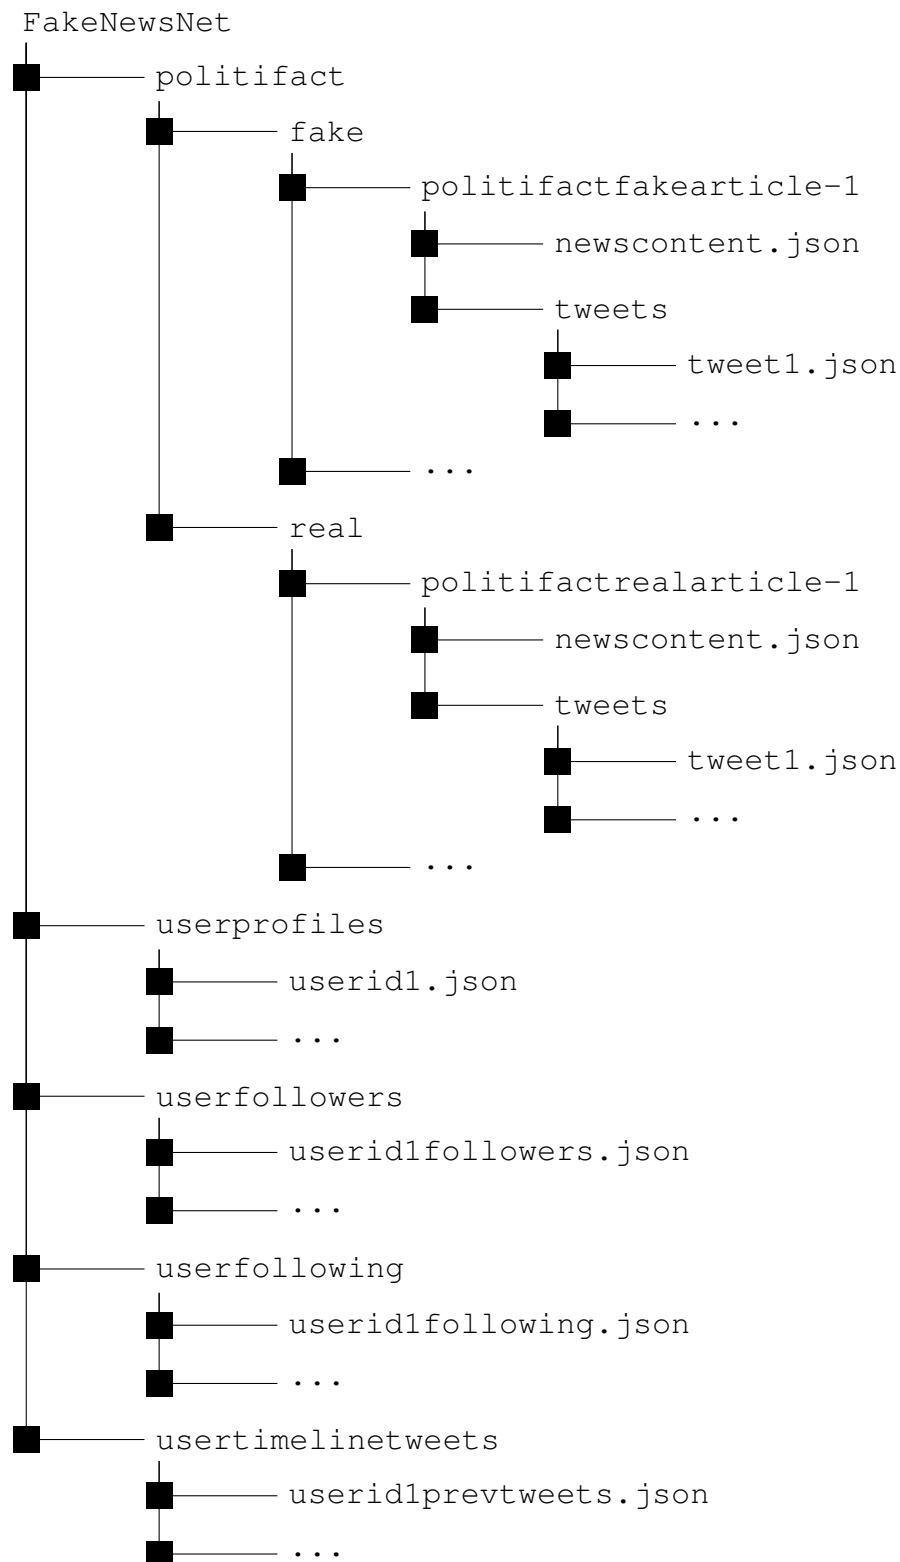 FakeNewsNet
politifact
fake
politifactfakearticle-1
newscontent.json
tweets
tweet1.json
...
...
real
politifactrealarticle-1
newscontent.json
tweets
tweet1.json
...
...
userprofiles
userid1.json
...
userfollowers
userid1followers.json
...
userfollowing
userid1following.json
...
usertimelinetweets
userid1prevtweets.json
...